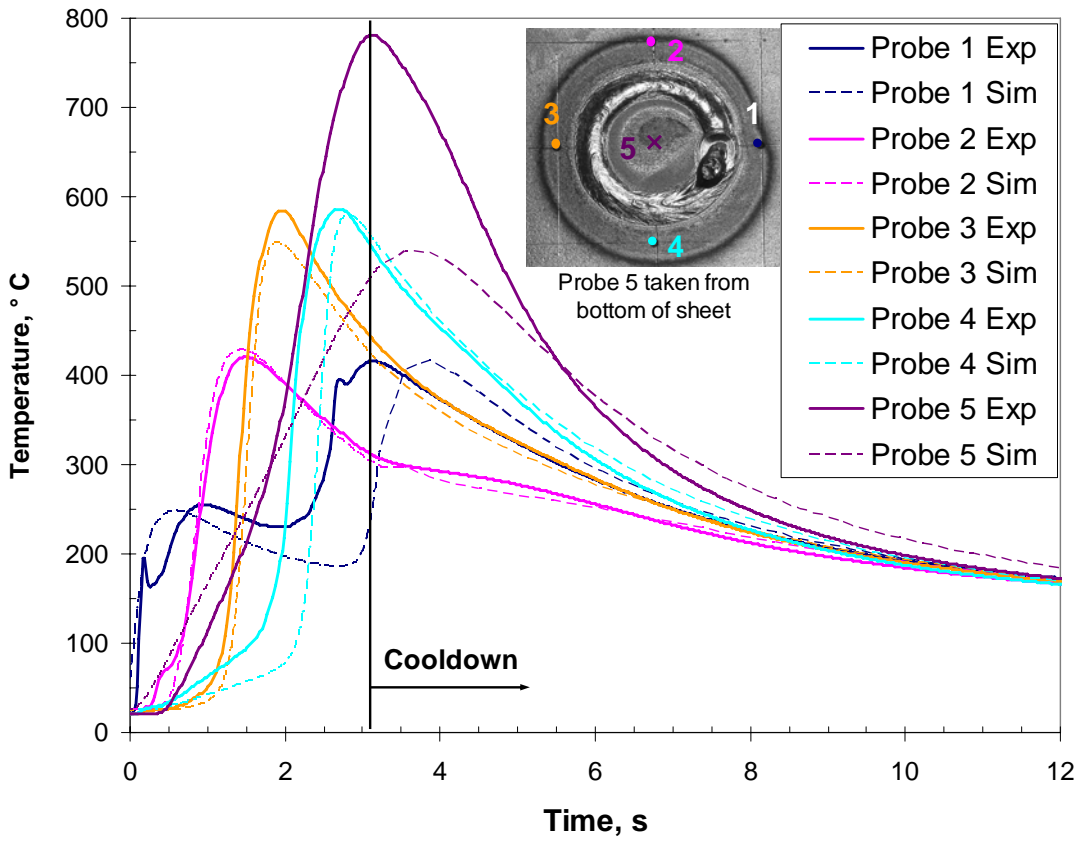 800
700
600
500
400
300
200
100
0
Temperature, ° C
0
2
4
6
8
10
12
Time, s
Cooldown
2
3
1
5
4
Probe 5 taken from
bottom of sheet
Probe 1 Exp
Probe 1 Sim
Probe 2 Exp
Probe 2 Sim
Probe 3 Exp
Probe 3 Sim
Probe 4 Exp
Probe 4 Sim
Probe 5 Exp
Probe 5 Sim